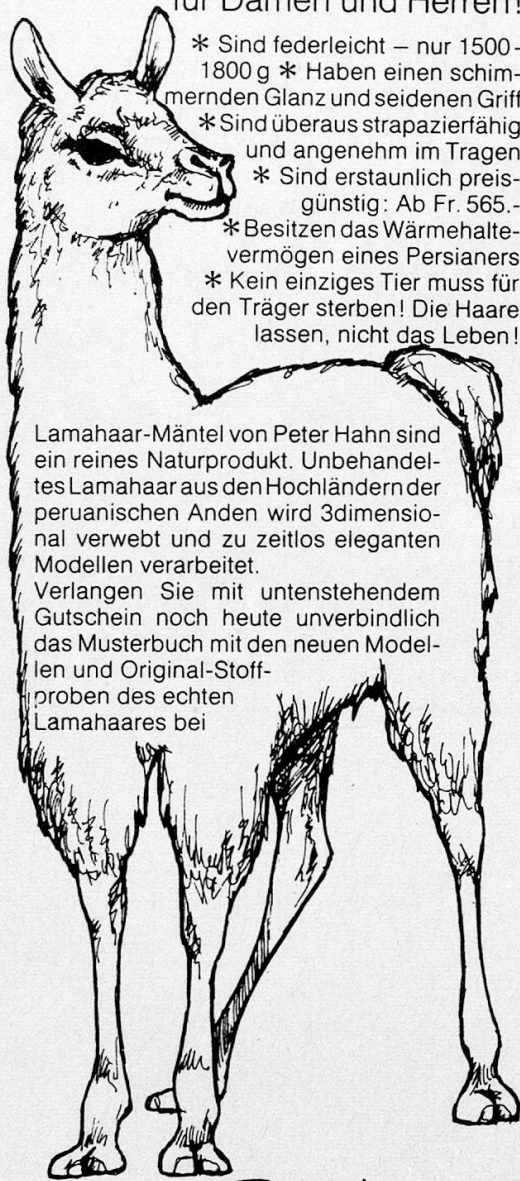 für Damen und Herren!
* Sind federleicht – nur 1500-
1800 g * Haben einen schim-
mernden Glanz und seidenen Griff
* Sind überaus strapazierfähig
und angenehm im Tragen
* Sind erstaunlich preis-
günstig: Ab Fr. 565.-
* Besitzen das Wärmehalte-
vermögen eines Persianers
* Kein einziges Tier muss für
den Träger sterben! Die Haare
lassen, nicht das Leben!
Lamahaar-Mäntel von Peter Hahn sind
ein reines Naturprodukt. Unbehandel-
tes Lamahaar aus den Hochländern der
peruanischen Anden wird 3dimensio-
nal verwebt und zu zeitlos eleganten
Modellen verarbeitet.
Verlangen Sie mit untenstehendem
Gutschein noch heute unverbindlich
das Musterbuch mit den neuen Model-
len und Original-Stoff-
proben des echten
Lamahaares bei